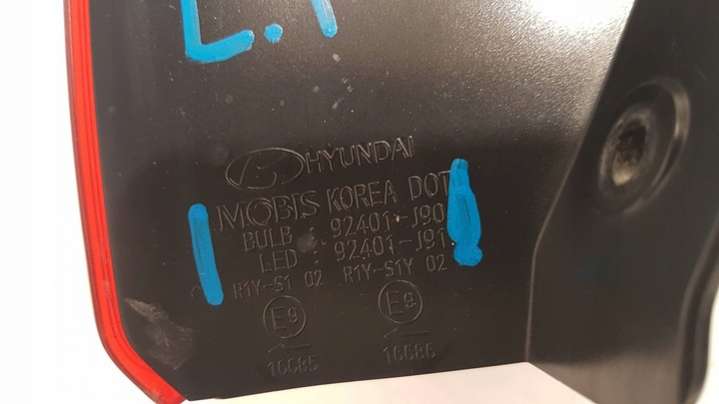 L.T
HYUNDAI
MOBIS KOREA DOT
BULB : 92401-J90
LED : 92401-J91
R1Y-S1 02 R1Y-S1Y 02
E9 E9
16685 16686